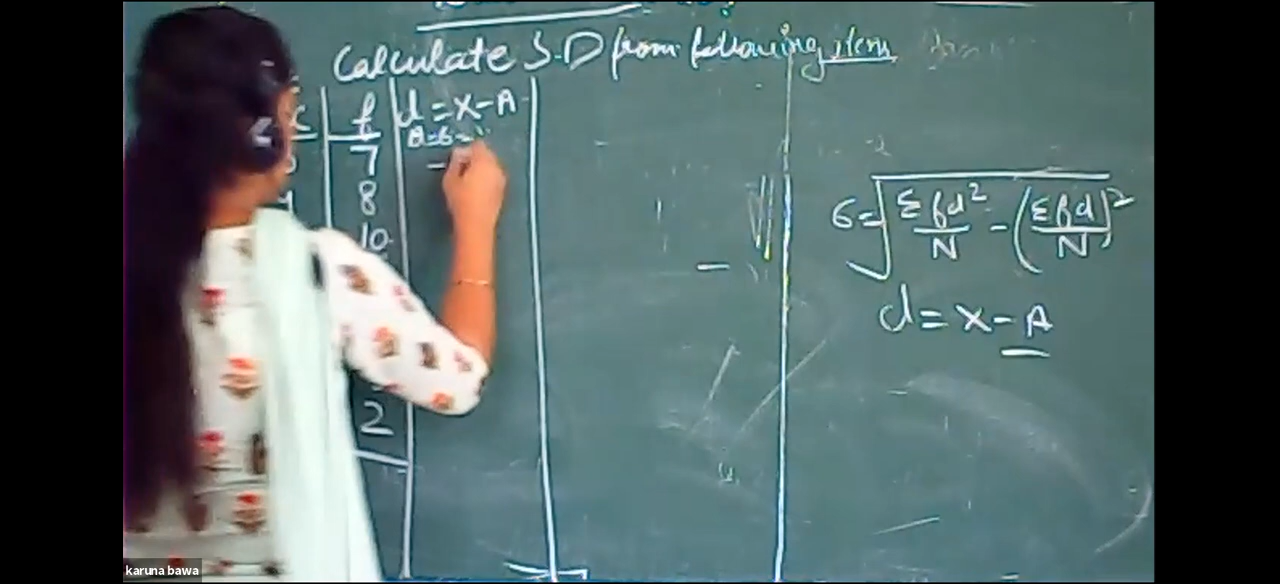 Calculate S.D from following item
f d = X - A
A = 6
7 -
8
10
2
σ = √ Σfd² / N - (Σfd / N)²
d = X - A
karuna bawa